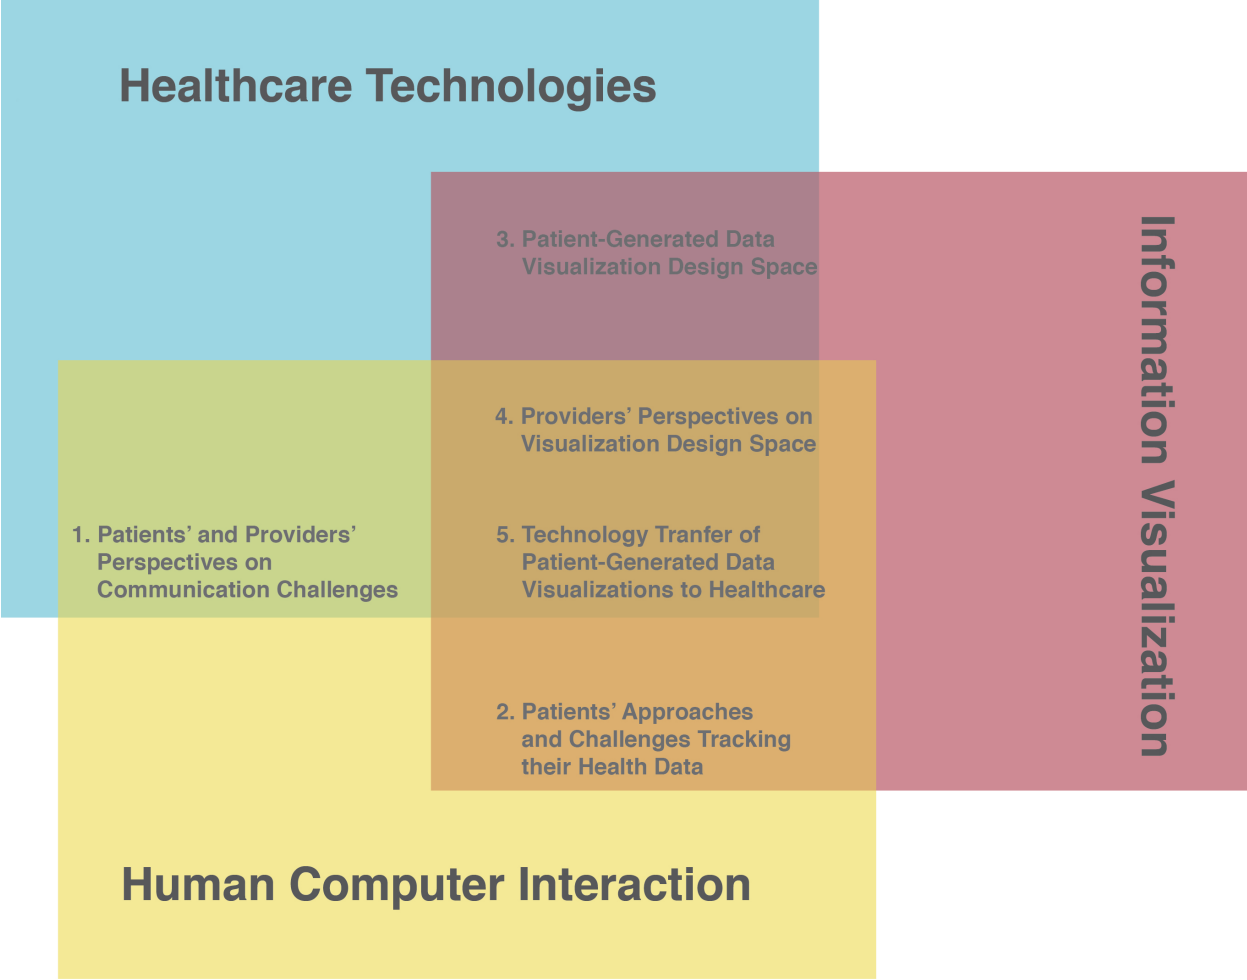 Healthcare Technologies
Information Visualization
3. Patient-Generated Data
Visualization Design Space
4. Providers’ Perspectives on
Visualization Design Space
1. Patients’ and Providers’
Perspectives on
Communication Challenges
5. Technology Tranfer of
Patient-Generated Data
Visualizations to Healthcare
2. Patients’ Approaches
and Challenges Tracking
their Health Data
Human Computer Interaction